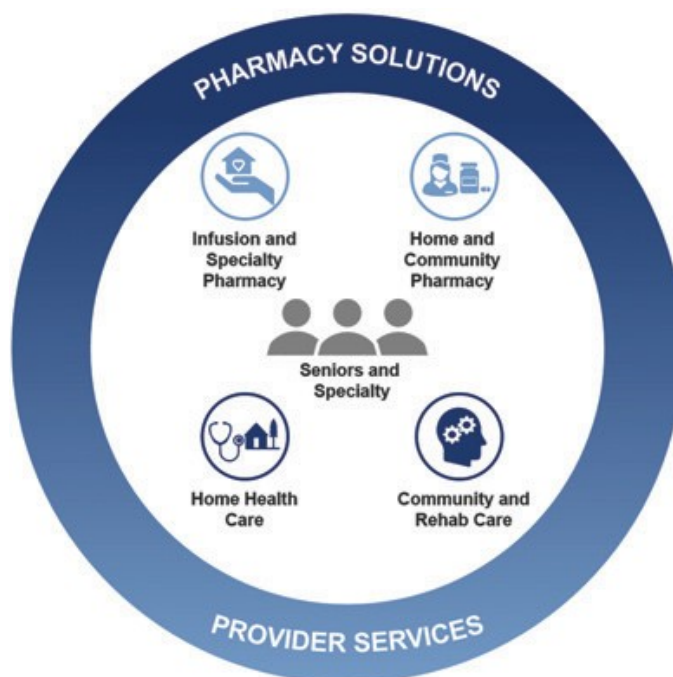 PHARMACY SOLUTIONS
Infusion and
Specialty
Pharmacy
Home and
Community
Pharmacy
Seniors and
Specialty
Home Health
Care
Community and
Rehab Care
PROVIDER SERVICES